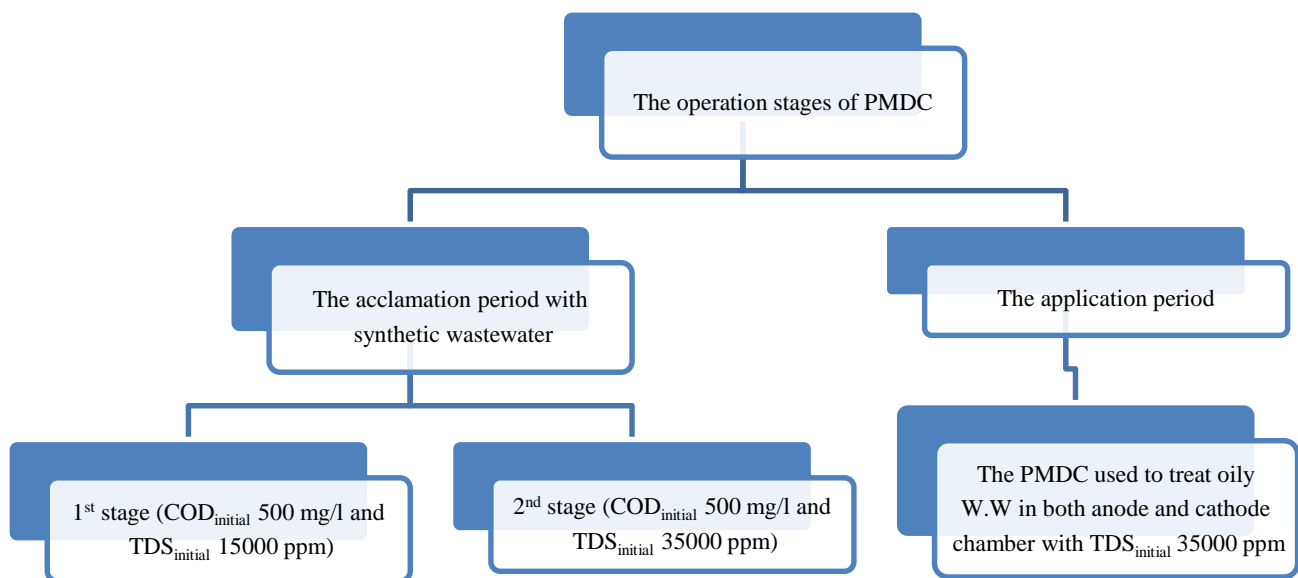 The operation stages of PMDC
The acclamation period with
synthetic wastewater
The application period
1st stage (CODinitial 500 mg/l and
TDSinitial 15000 ppm)
2nd stage (CODinitial 500 mg/l and
TDSinitial 35000 ppm)
The PMDC used to treat oily
W.W in both anode and cathode
chamber with TDSinitial 35000 ppm